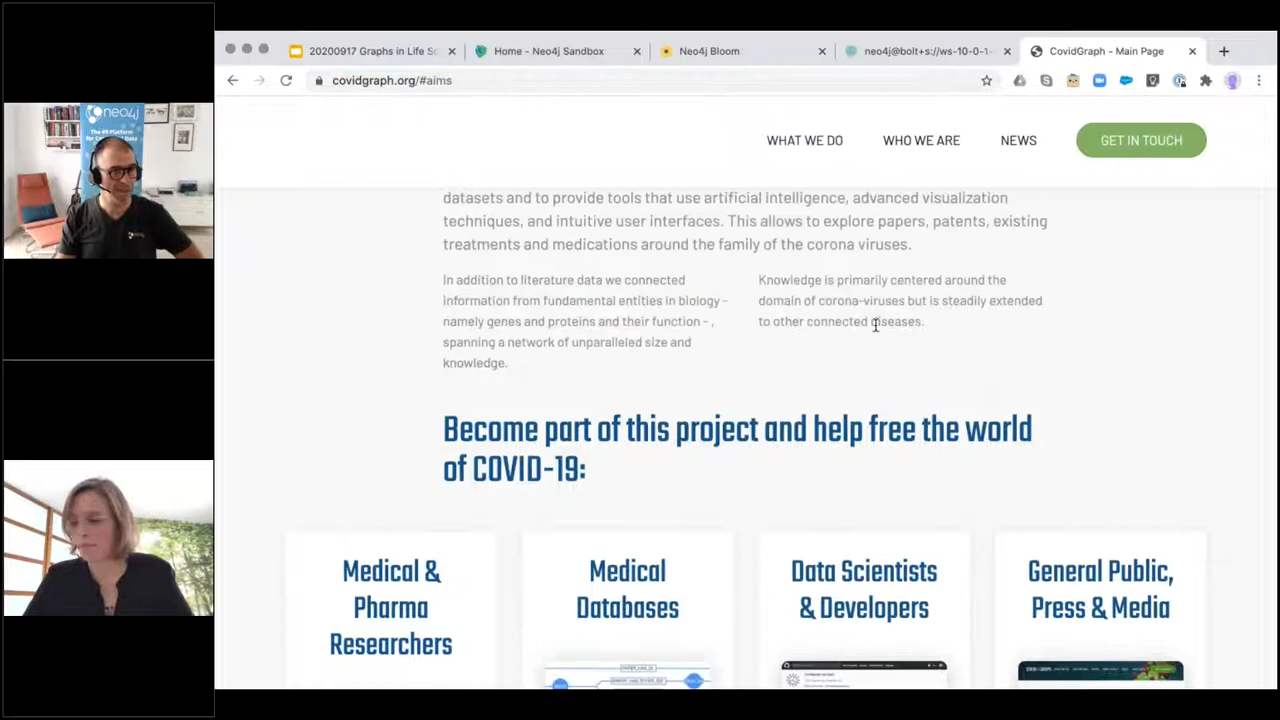 20200917 Graphs in Life Sc
Home - Neo4j Sandbox
Neo4j Bloom
neo4j@bolt+s://ws-10-0-1-
CovidGraph - Main Page
covidgraph.org/#aims
WHAT WE DO
WHO WE ARE
NEWS
GET IN TOUCH
neo4j
The #1 Platform
datasets and to provide tools that use artificial intelligence, advanced visualization
techniques, and intuitive user interfaces. This allows to explore papers, patents, existing
treatments and medications around the family of the corona viruses.
In addition to literature data we connected
information from fundamental entities in biology -
namely genes and proteins and their function - ,
spanning a network of unparalleled size and
knowledge.
Knowledge is primarily centered around the
domain of corona-viruses but is steadily extended
to other connected diseases.
Become part of this project and help free the world
of COVID-19:
Medical &
Pharma
Researchers
Medical
Databases
Data Scientists
& Developers
General Public,
Press & Media